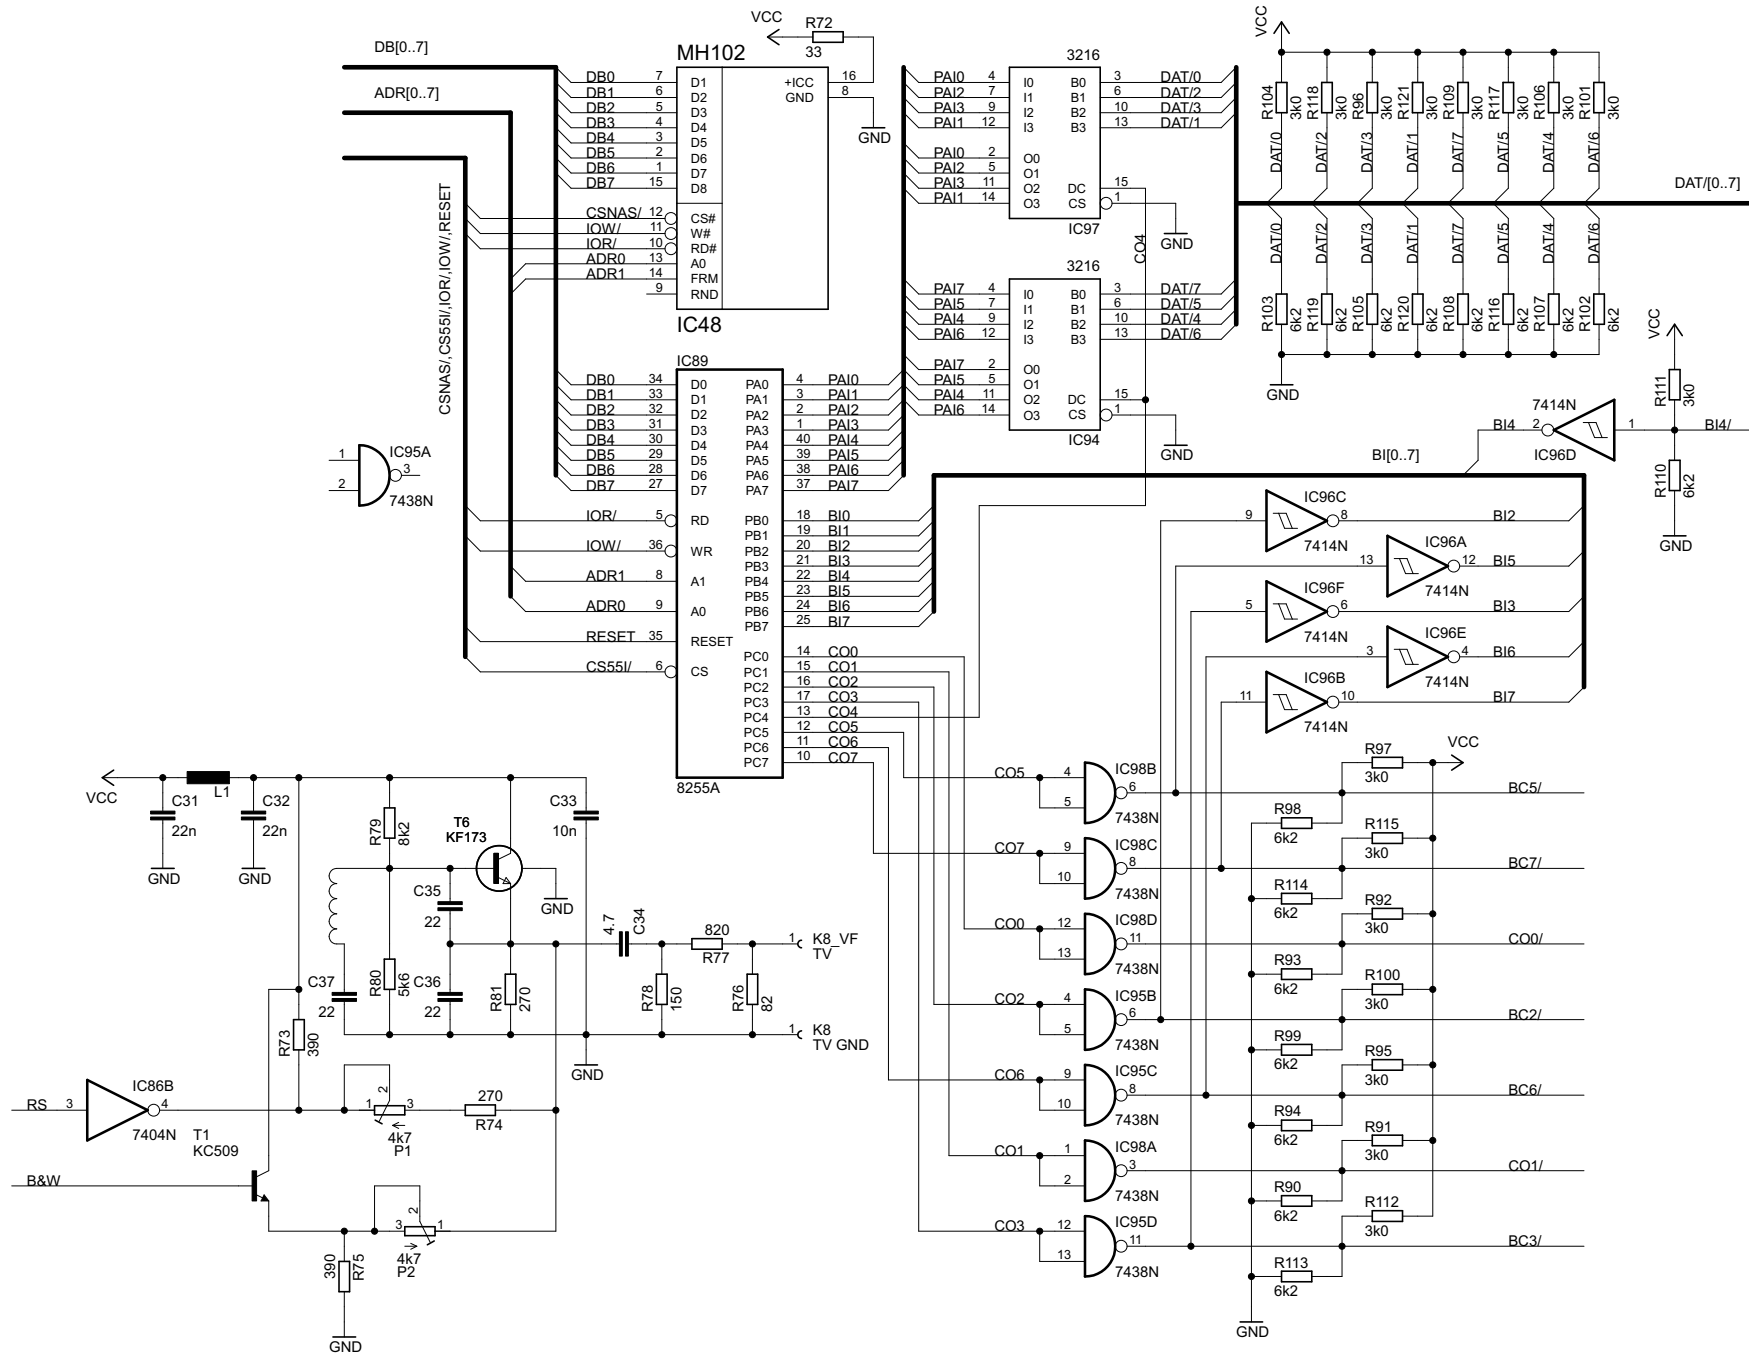 DB[0..7]
ADR[0..7]
CSNAS/,CS55I/,IOR/,IOW/,RESET
MH102
VCC
R72
33
DB0 7 D1
DB1 6 D2
DB2 5 D3
DB3 4 D4
DB4 3 D5
DB5 2 D6
DB6 1 D7
DB7 15 D8
+ICC 16
GND 8
GND
CSNAS/ 12 CS#
IOW/ 11 W#
IOR/ 10 RD#
ADR0 13 A0
ADR1 14 FRM
9 RND
IC48
3216
PAI0 4 I0 B0 3 DAT/0
PAI2 7 I1 B1 6 DAT/2
PAI3 9 I2 B2 10 DAT/3
PAI1 12 I3 B3 13 DAT/1
PAI0 2 O0
PAI2 5 O1
PAI3 11 O2 DC 15
PAI1 14 O3 CS 1
IC97
GND
CO4
3216
PAI7 4 I0 B0 3 DAT/7
PAI5 7 I1 B1 6 DAT/5
PAI4 9 I2 B2 10 DAT/4
PAI6 12 I3 B3 13 DAT/6
PAI7 2 O0
PAI5 5 O1
PAI4 11 O2 DC 15
PAI6 14 O3 CS 1
IC94
GND
VCC
R104 3k0 R118 3k0 R96 3k0 R121 3k0 R109 3k0 R117 3k0 R106 3k0 R101 3k0
DAT/0 DAT/2 DAT/3 DAT/1 DAT/7 DAT/5 DAT/4 DAT/6
DAT/[0..7]
DAT/0 DAT/2 DAT/3 DAT/1 DAT/7 DAT/5 DAT/4 DAT/6
R103 6k2 R119 6k2 R105 6k2 R120 6k2 R108 6k2 R116 6k2 R107 6k2 R102 6k2
GND
VCC
R111 3k0
7414N
BI4 2 1 BI4/
IC96D
R110 6k2
GND
BI[0..7]
IC89
DB0 34 D0 PA0 4 PAI0
DB1 33 D1 PA1 3 PAI1
DB2 32 D2 PA2 2 PAI2
DB3 31 D3 PA3 1 PAI3
DB4 30 D4 PA4 40 PAI4
DB5 29 D5 PA5 39 PAI5
DB6 28 D6 PA6 38 PAI6
DB7 27 D7 PA7 37 PAI7
IOR/ 5 RD PB0 18 BI0
PB1 19 BI1
IOW/ 36 WR PB2 20 BI2
PB3 21 BI3
ADR1 8 A1 PB4 22 BI4
PB5 23 BI5
ADR0 9 A0 PB6 24 BI6
PB7 25 BI7
RESET 35 RESET
PC0 14 CO0
CS55I/ 6 CS PC1 15 CO1
PC2 16 CO2
PC3 17 CO3
PC4 13 CO4
PC5 12 CO5
PC6 11 CO6
PC7 10 CO7
8255A
1 IC95A
3
2 7438N
IC96C
9 8 BI2
7414N
IC96A
13 12 BI5
7414N
IC96F
5 6 BI3
7414N
IC96E
3 4 BI6
7414N
IC96B
11 10 BI7
7414N
CO5 4 IC98B
6
5 7438N
CO7 9 IC98C
8
10 7438N
CO0 12 IC98D
11
13 7438N
CO2 4 IC95B
6
5 7438N
CO6 9 IC95C
8
10 7438N
CO1 1 IC98A
3
2 7438N
CO3 12 IC95D
11
13 7438N
R97 VCC
3k0
BC5/
R98
6k2
R115
3k0
BC7/
R114
6k2
R92
3k0
CO0/
R93
6k2
R100
3k0
BC2/
R99
6k2
R95
3k0
BC6/
R94
6k2
R91
3k0
CO1/
R90
6k2
R112
3k0
BC3/
R113
6k2
GND
VCC
C31
22n
GND
L1
C32
22n
GND
R79 8k2
T6
KF173
C33
10n
GND
C35
22
C37
22
R80 5k6
C36
22
R81 270
4.7 C34
820
R77
R78 150
R76 82
1 K8_VF
TV
1 K8
TV GND
GND
R73 390
RS 3 IC86B
4
7404N
1 2 3
4k7
P1
270
R74
T1
KC509
B&W
3 2 1
4k7
P2
390 R75
GND